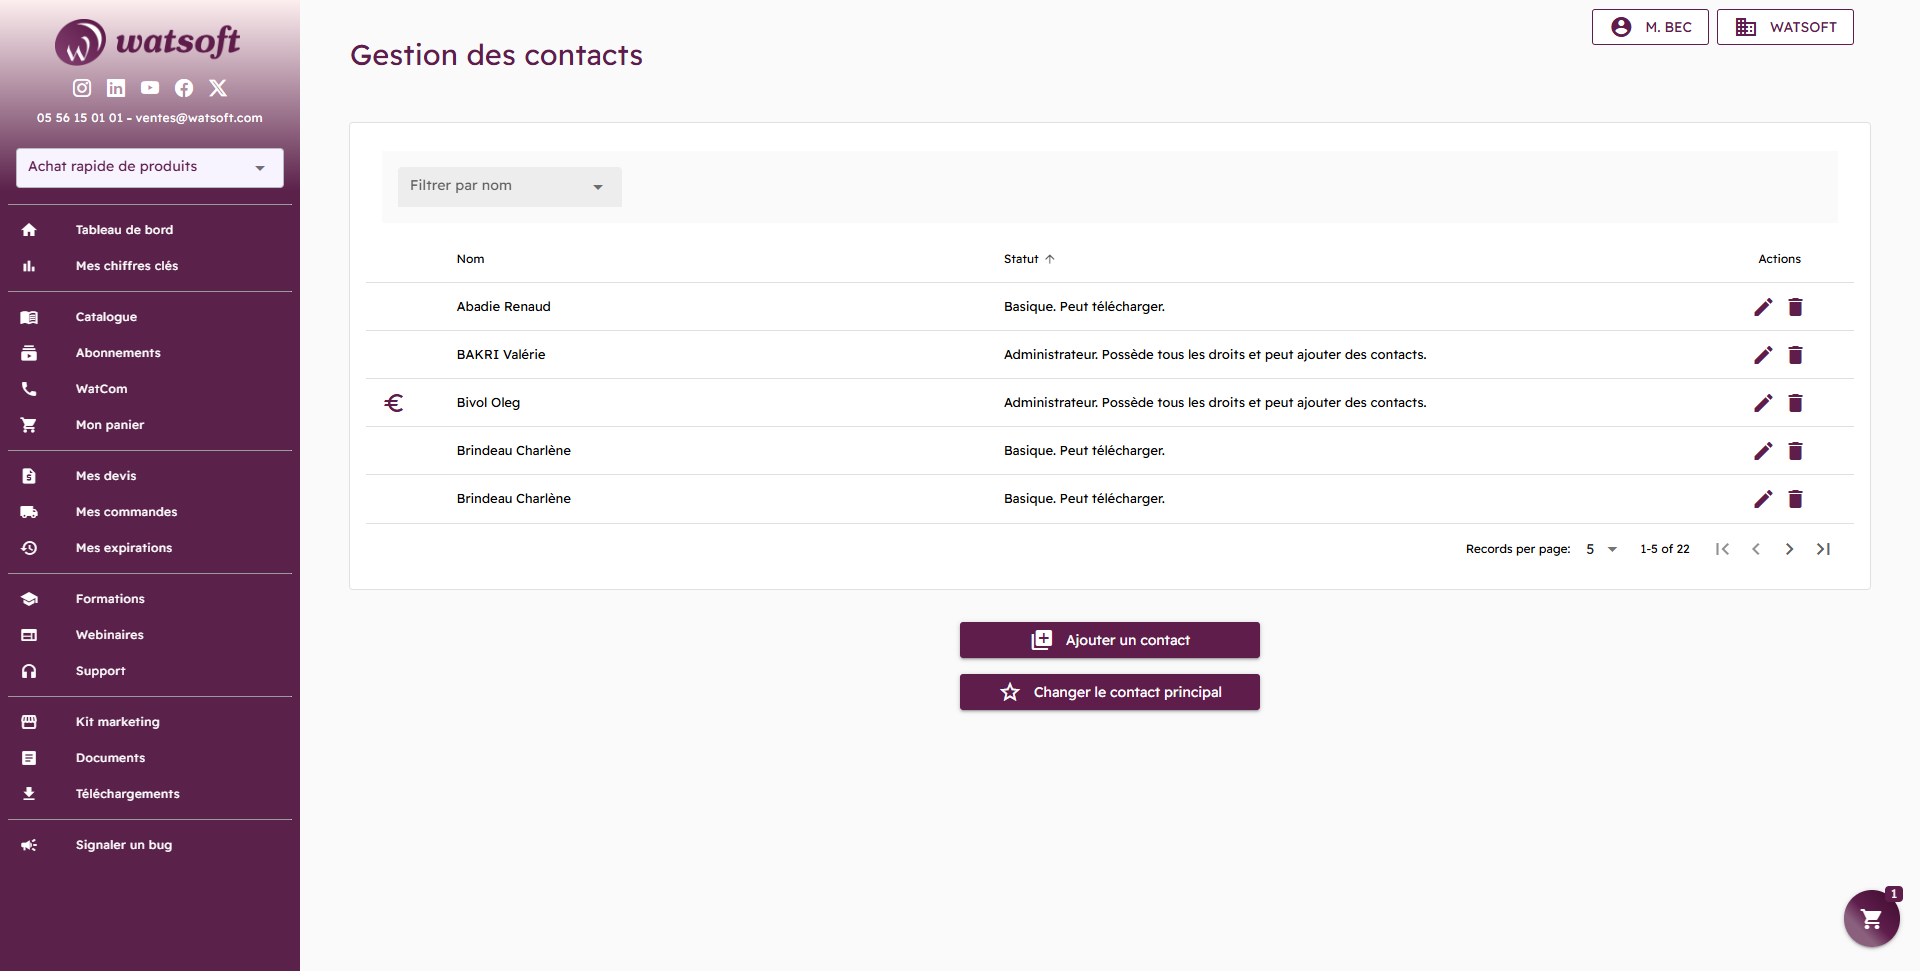 watsoft
05 56 15 01 01 - ventes@watsoft.com
Achat rapide de produits
Tableau de bord
Mes chiffres clés
Catalogue
Abonnements
WatCom
Mon panier
Mes devis
Mes commandes
Mes expirations
Formations
Webinaires
Support
Kit marketing
Documents
Téléchargements
Signaler un bug
M. BEC WATSOFT
Gestion des contacts
Filtrer par nom
Nom Statut Actions
Abadie Renaud Basique. Peut télécharger.
BAKRI Valérie Administrateur. Possède tous les droits et peut ajouter des contacts.
€ Bivol Oleg Administrateur. Possède tous les droits et peut ajouter des contacts.
Brindeau Charlène Basique. Peut télécharger.
Brindeau Charlène Basique. Peut télécharger.
Records per page: 5 1-5 of 22
Ajouter un contact
Changer le contact principal
1